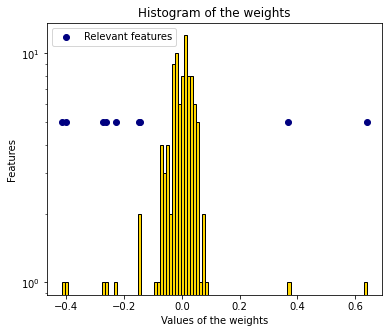 Histogram of the weights
Relevant features
10¹
10⁰
Features
−0.4 −0.2 0.0 0.2 0.4 0.6
Values of the weights